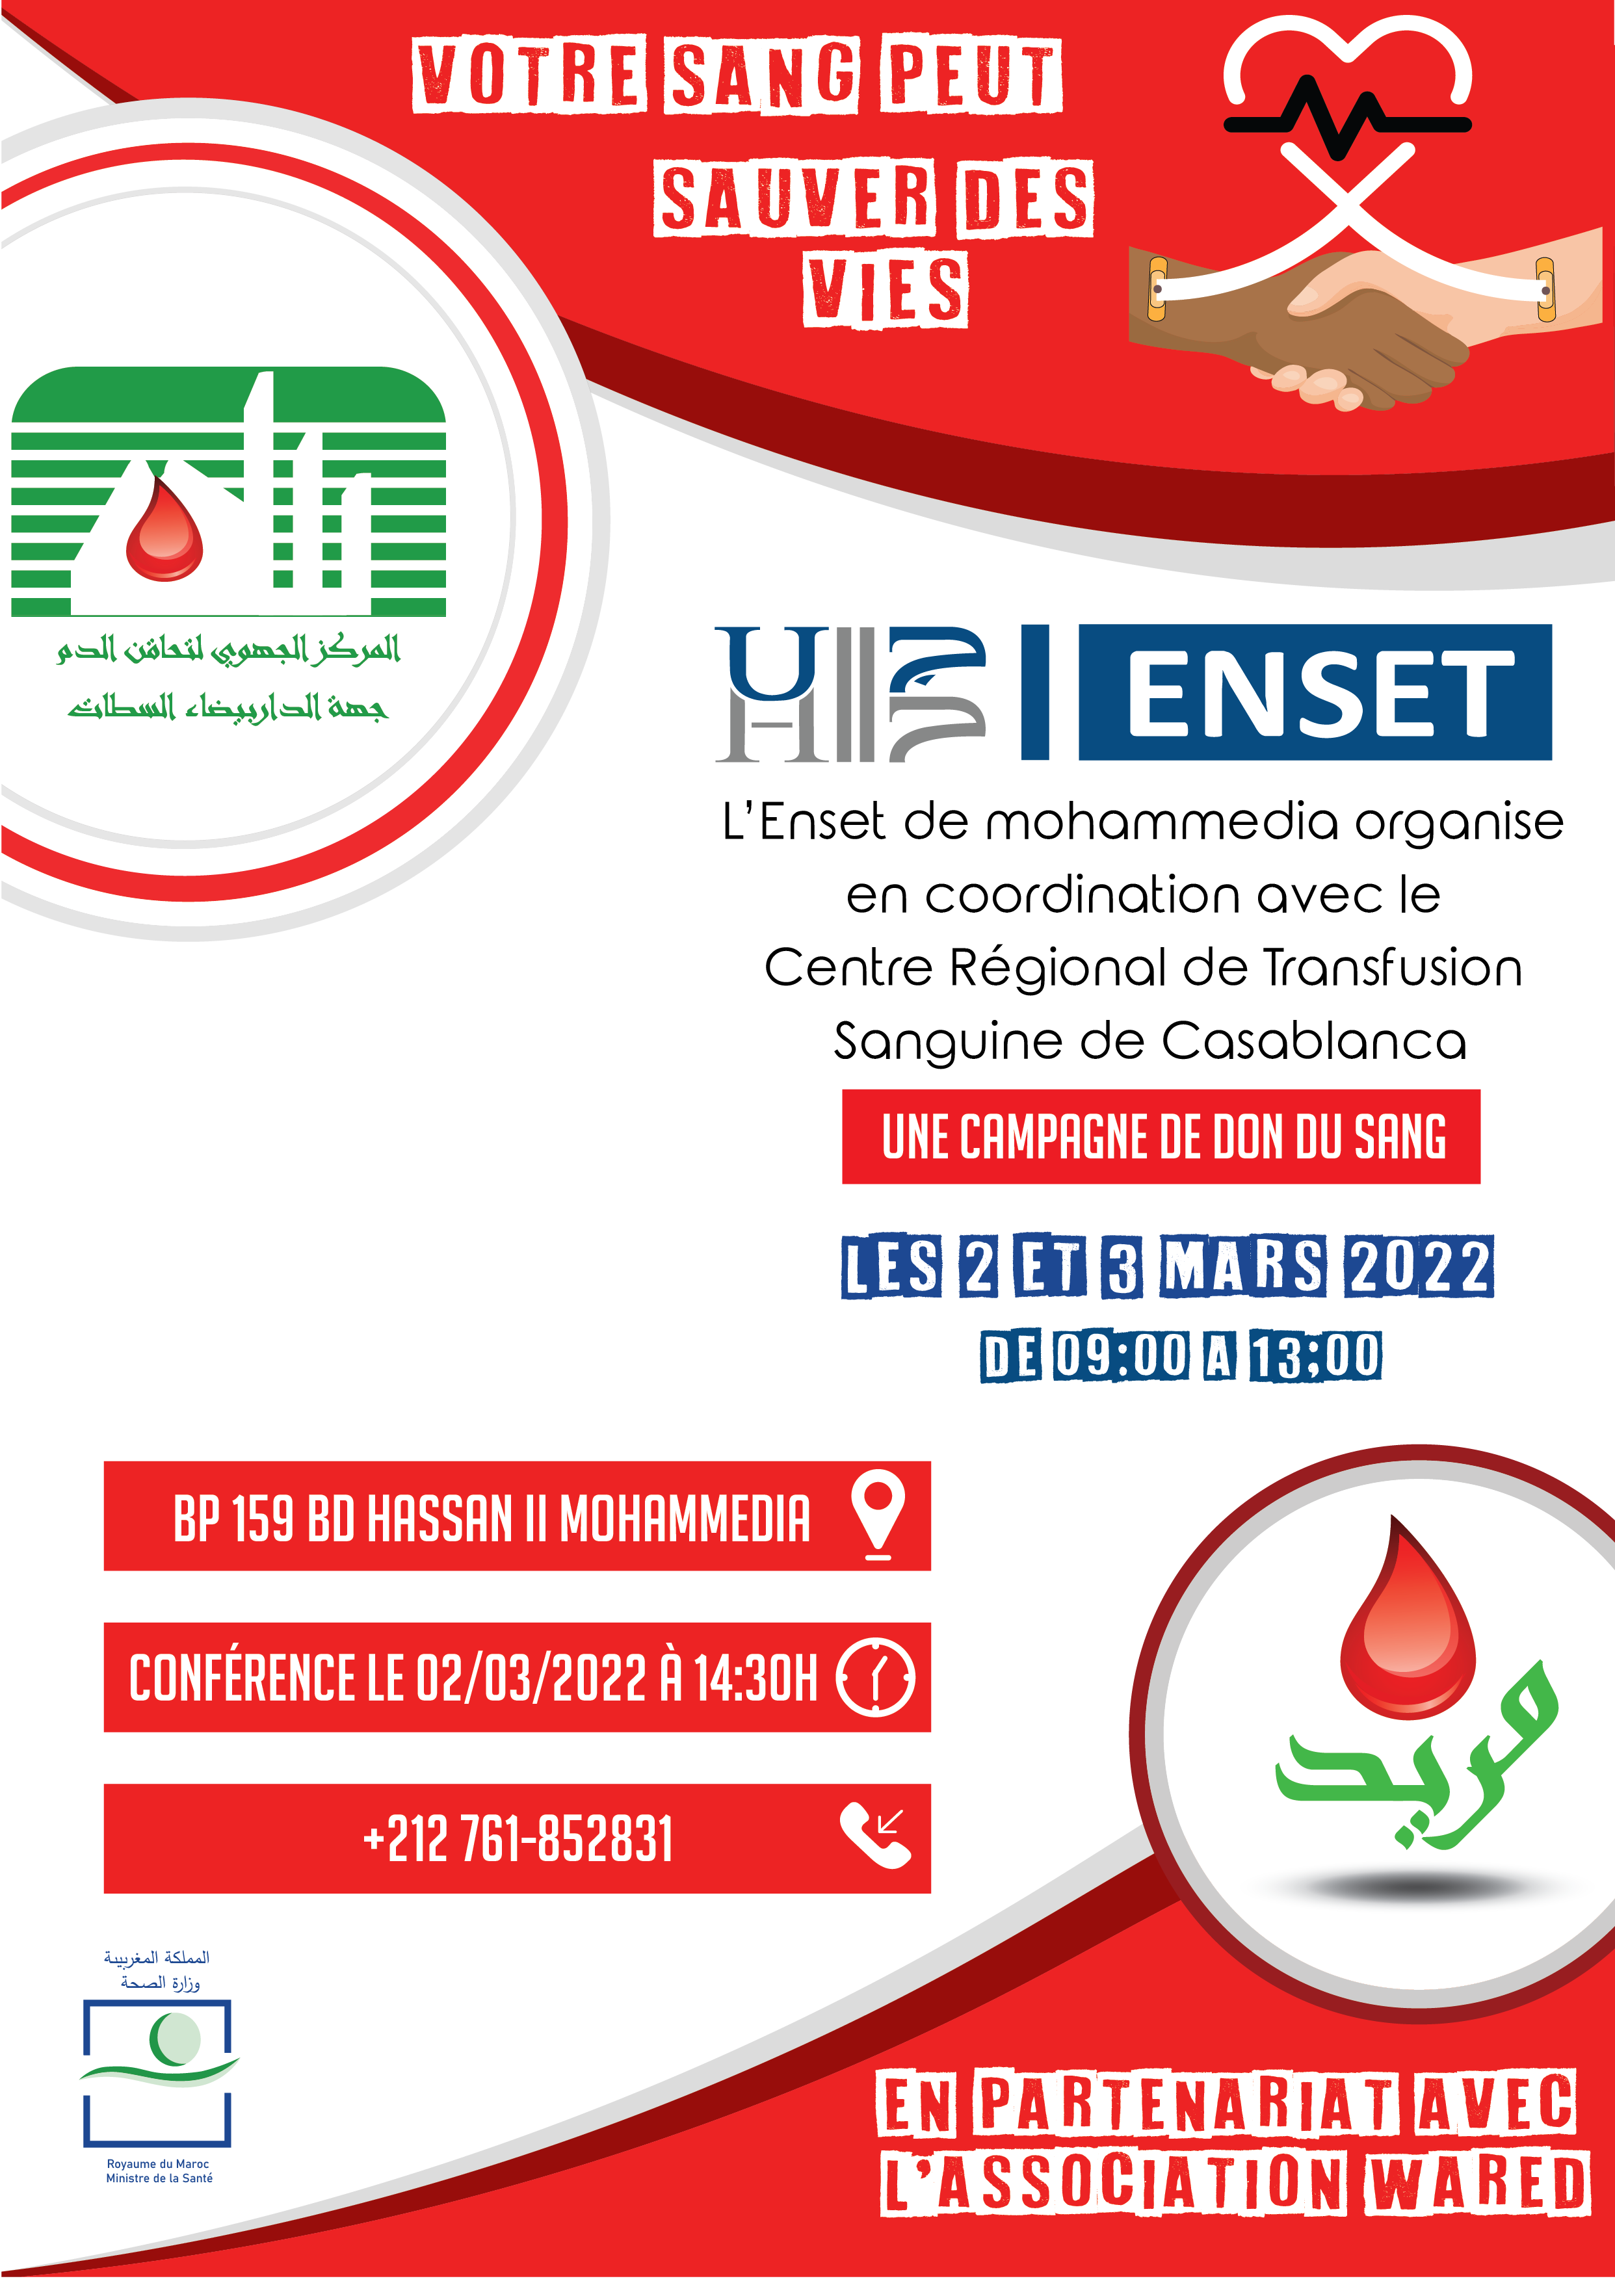 VOTRE SANG PEUT
SAUVER DES
VIES
المركز الجهوي لتحاقن الدم
جهة الداربيضاء السطات
UH2C
ENSET
L'Enset de mohammedia organise
en coordination avec le
Centre Régional de Transfusion
Sanguine de Casablanca
UNE CAMPAGNE DE DON DU SANG
LES 2 ET 3 MARS 2022
DE 09:00 A 13;00
BP 159 BD HASSAN II MOHAMMEDIA
CONFÉRENCE LE 02/03/2022 À 14:30H
+212 761-852831
مريد
المملكة المغربية
وزارة الصحة
Royaume du Maroc
Ministre de la Santé
EN PARTENARIAT AVEC
L'ASSOCIATION WARED